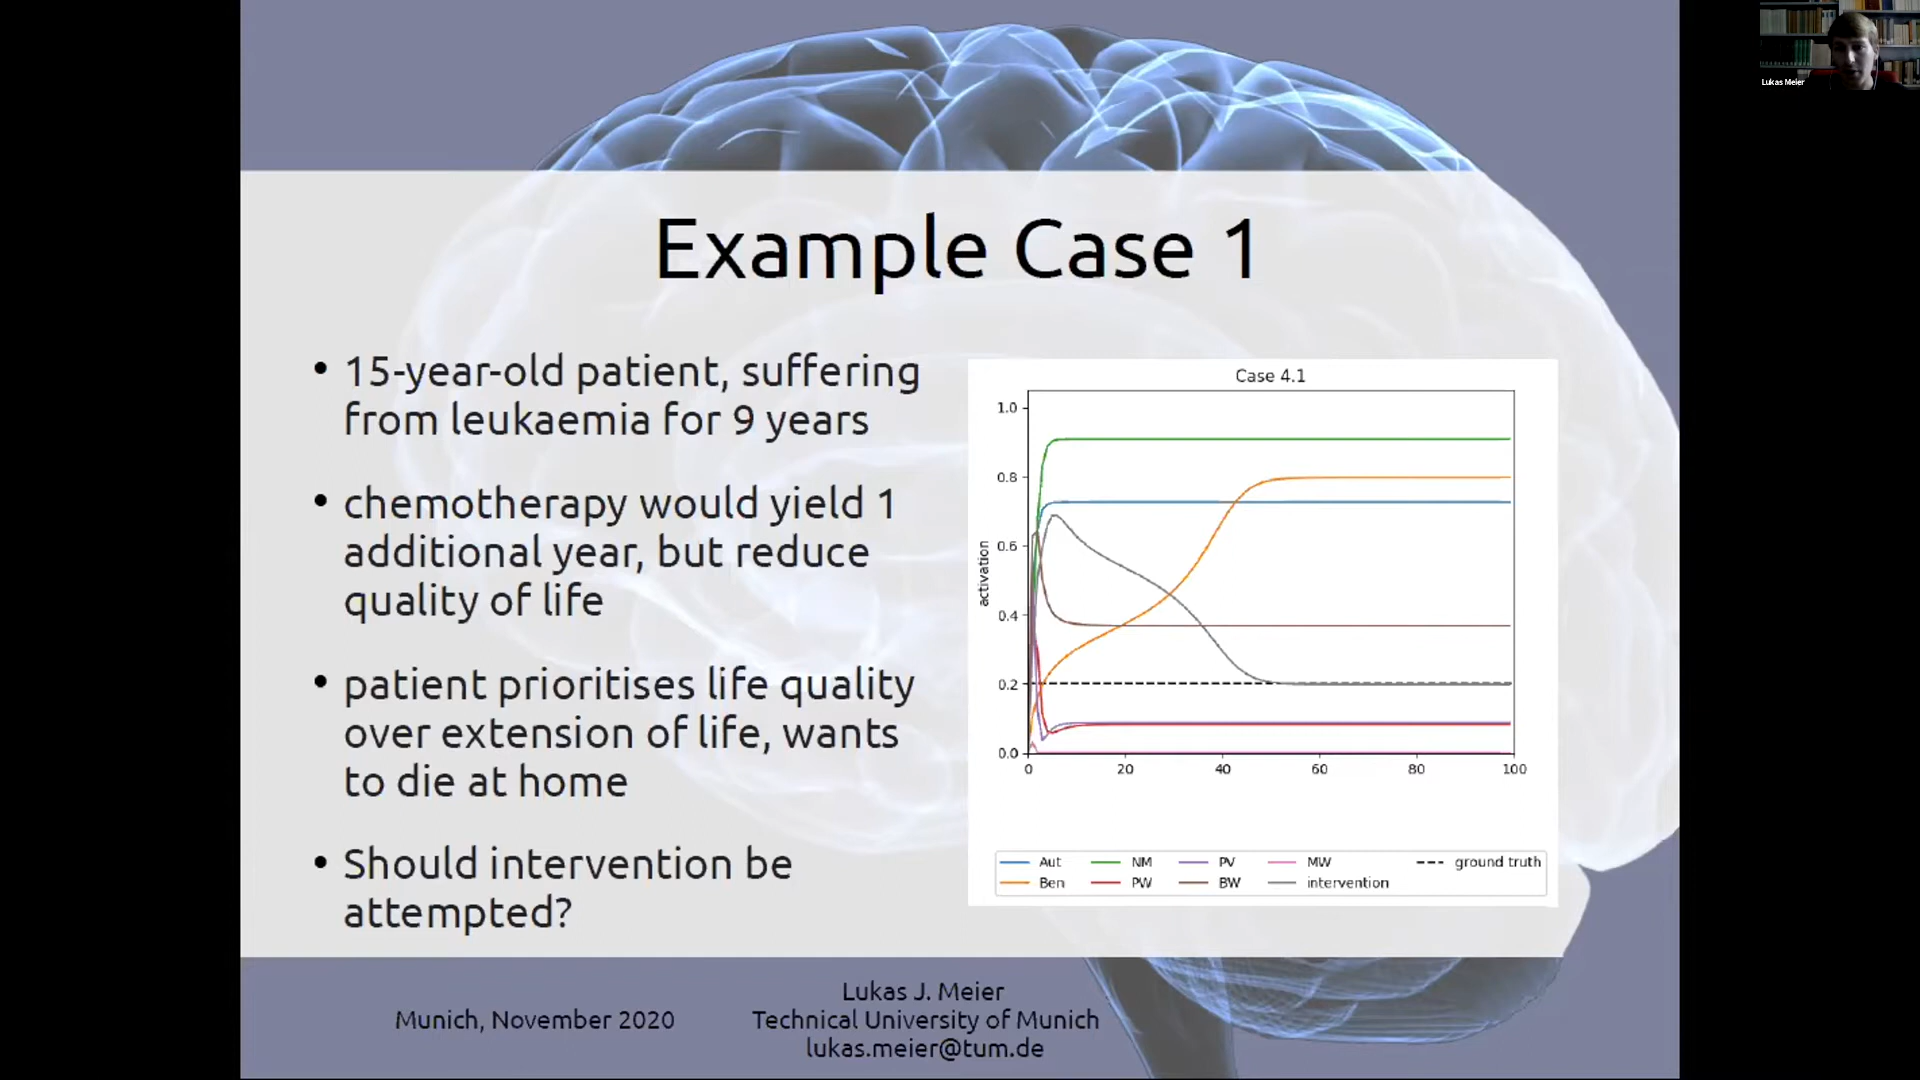 Lukas Meier
Example Case 1
• 15-year-old patient, suffering
from leukaemia for 9 years
• chemotherapy would yield 1
additional year, but reduce
quality of life
• patient prioritises life quality
over extension of life, wants
to die at home
• Should intervention be
attempted?
Case 4.1
activation
1.0
0.8
0.6
0.4
0.2
0.0
0 20 40 60 80 100
Aut NM PV MW ground truth
Ben PW BW intervention
Munich, November 2020
Lukas J. Meier
Technical University of Munich
lukas.meier@tum.de